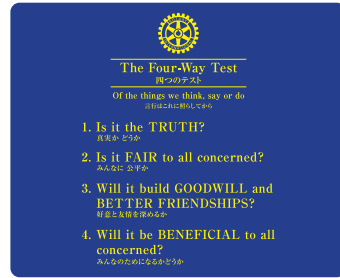 The Four-Way Test
四つのテスト
Of the things we think, say or do
言行はこれに照らしてから
1. Is it the TRUTH?
真実か どうか
2. Is it FAIR to all concerned?
みんなに 公平か
3. Will it build GOODWILL and
BETTER FRIENDSHIPS?
好意と友情を深めるか
4. Will it be BENEFICIAL to all
concerned?
みんなのためになるかどうか